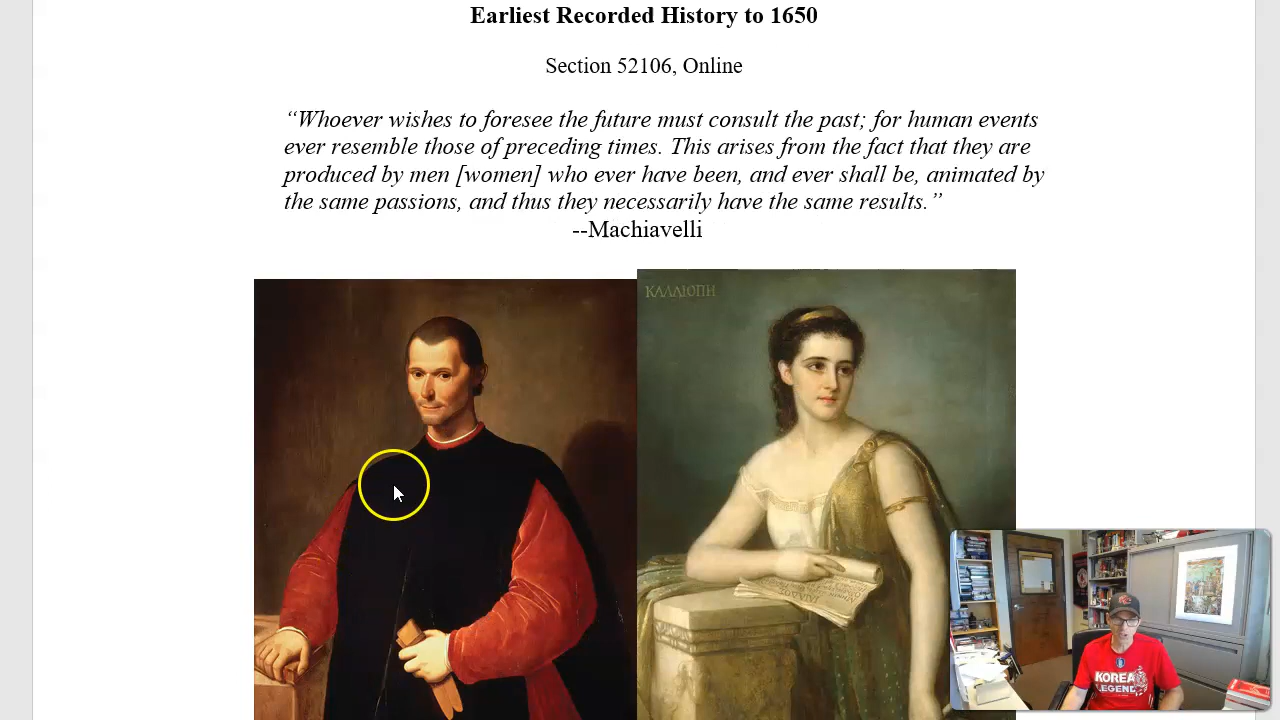 Earliest Recorded History to 1650
Section 52106, Online
“Whoever wishes to foresee the future must consult the past; for human events
ever resemble those of preceding times. This arises from the fact that they are
produced by men [women] who ever have been, and ever shall be, animated by
the same passions, and thus they necessarily have the same results.”
--Machiavelli
ΚΑΛΛΙΟΠΗ
KOREA
LEGEND